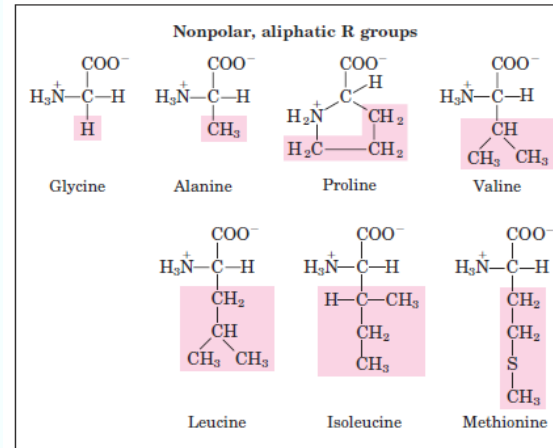 Nonpolar, aliphatic R groups
COO⁻ COO⁻ COO⁻ COO⁻
H₃N⁺—C—H H₃N⁺—C—H C H H₃N⁺—C—H
H₂N⁺ CH₂
H CH₃ H₂C—CH₂ CH
CH₃ CH₃
Glycine Alanine Proline Valine
COO⁻ COO⁻ COO⁻
H₃N⁺—C—H H₃N⁺—C—H H₃N⁺—C—H
CH₂ H—C—CH₃ CH₂
CH CH₂ CH₂
CH₃ CH₃ CH₃ S
CH₃
Leucine Isoleucine Methionine